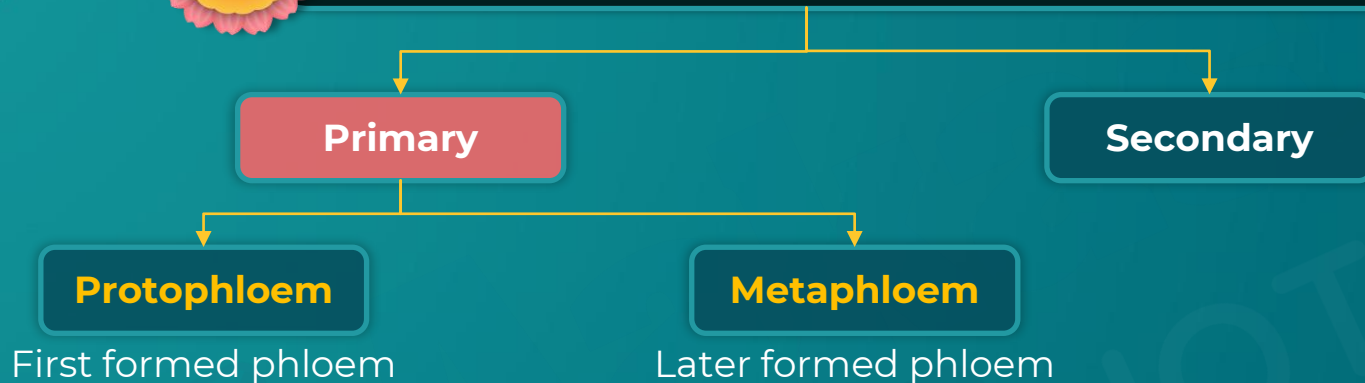 Primary
Secondary
Protophloem
Metaphloem
First formed phloem
Later formed phloem